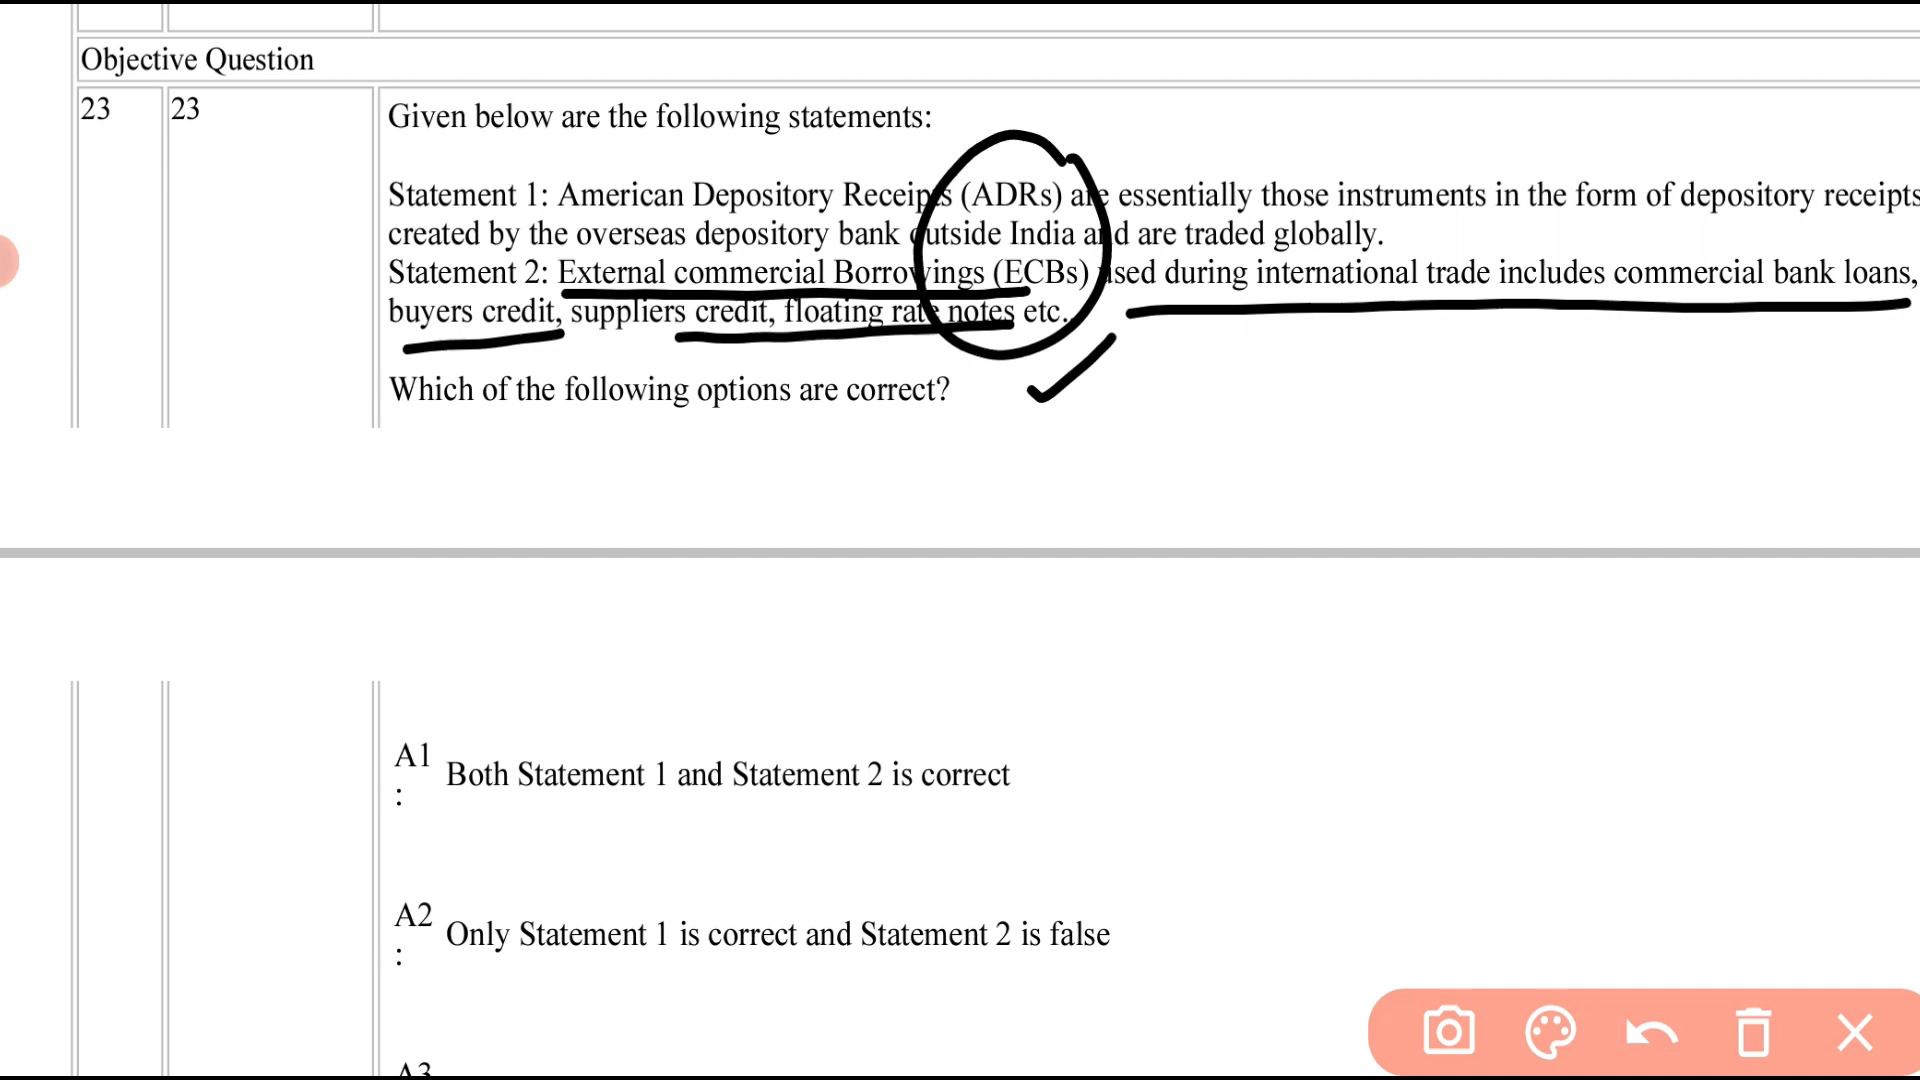 Objective Question
23 23 Given below are the following statements:
Statement 1: American Depository Receipts (ADRs) are essentially those instruments in the form of depository receipts
created by the overseas depository bank outside India and are traded globally.
Statement 2: External commercial Borrowings (ECBs) used during international trade includes commercial bank loans,
buyers credit, suppliers credit, floating rate notes etc.
Which of the following options are correct?
A1
: Both Statement 1 and Statement 2 is correct
A2
: Only Statement 1 is correct and Statement 2 is false
A3